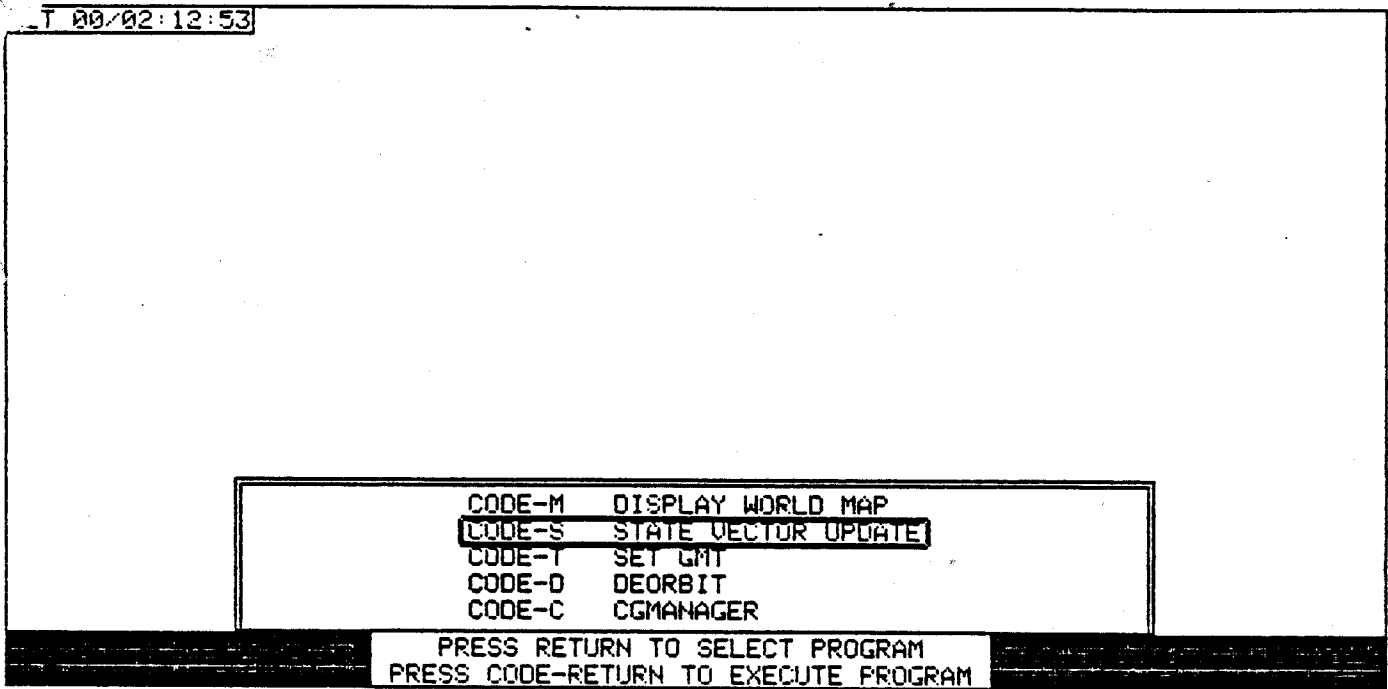 T 00/02:12:53
CODE-M DISPLAY WORLD MAP
CODE-S STATE VECTOR UPDATE
CODE-T SET GMT
CODE-D DEORBIT
CODE-C CGMANAGER
PRESS RETURN TO SELECT PROGRAM
PRESS CODE-RETURN TO EXECUTE PROGRAM